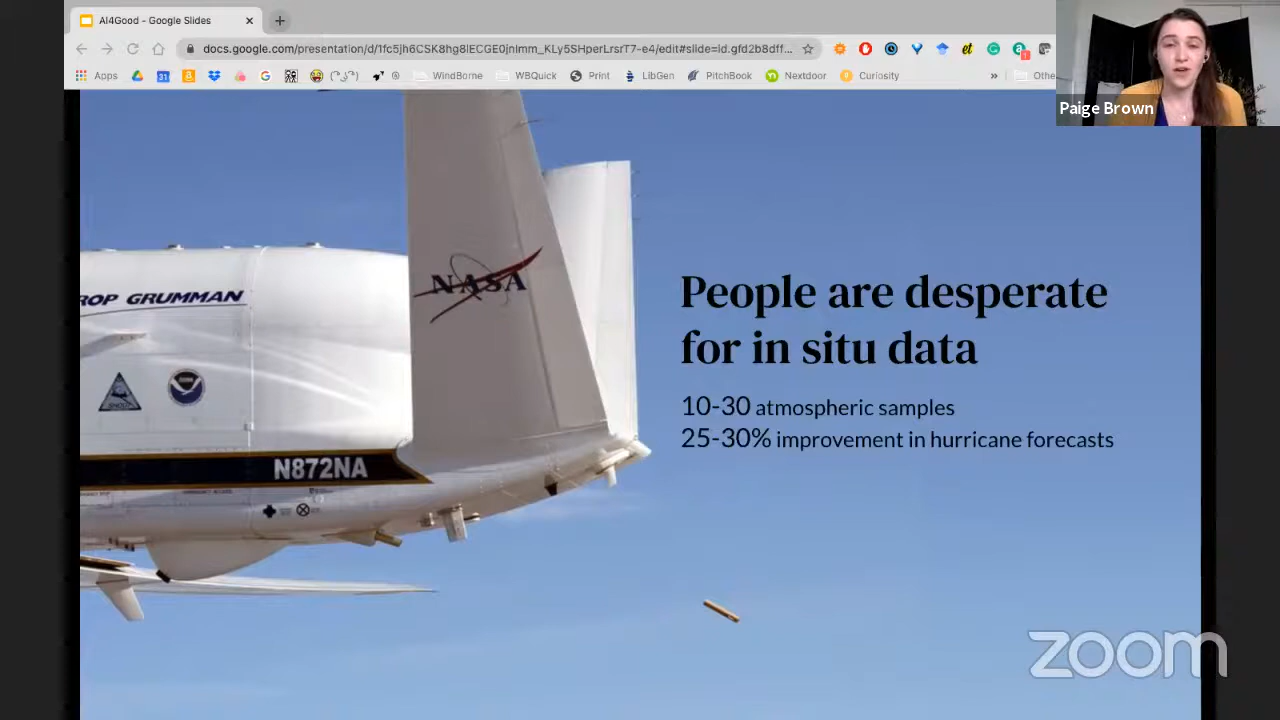 AI4Good - Google Slides
docs.google.com/presentation/d/1fc5jh6CSK8hg8lECGE0jnImm_KLy5SHperLrsrT7-e4/edit#slide=id.gfd2b8dff...
Apps
WindBorne
WBQuick
Print
LibGen
PitchBook
Nextdoor
Curiosity
»
Othe
Paige Brown
ROP GRUMMAN
NASA
N872NA
People are desperate
for in situ data
10-30 atmospheric samples
25-30% improvement in hurricane forecasts
zoom